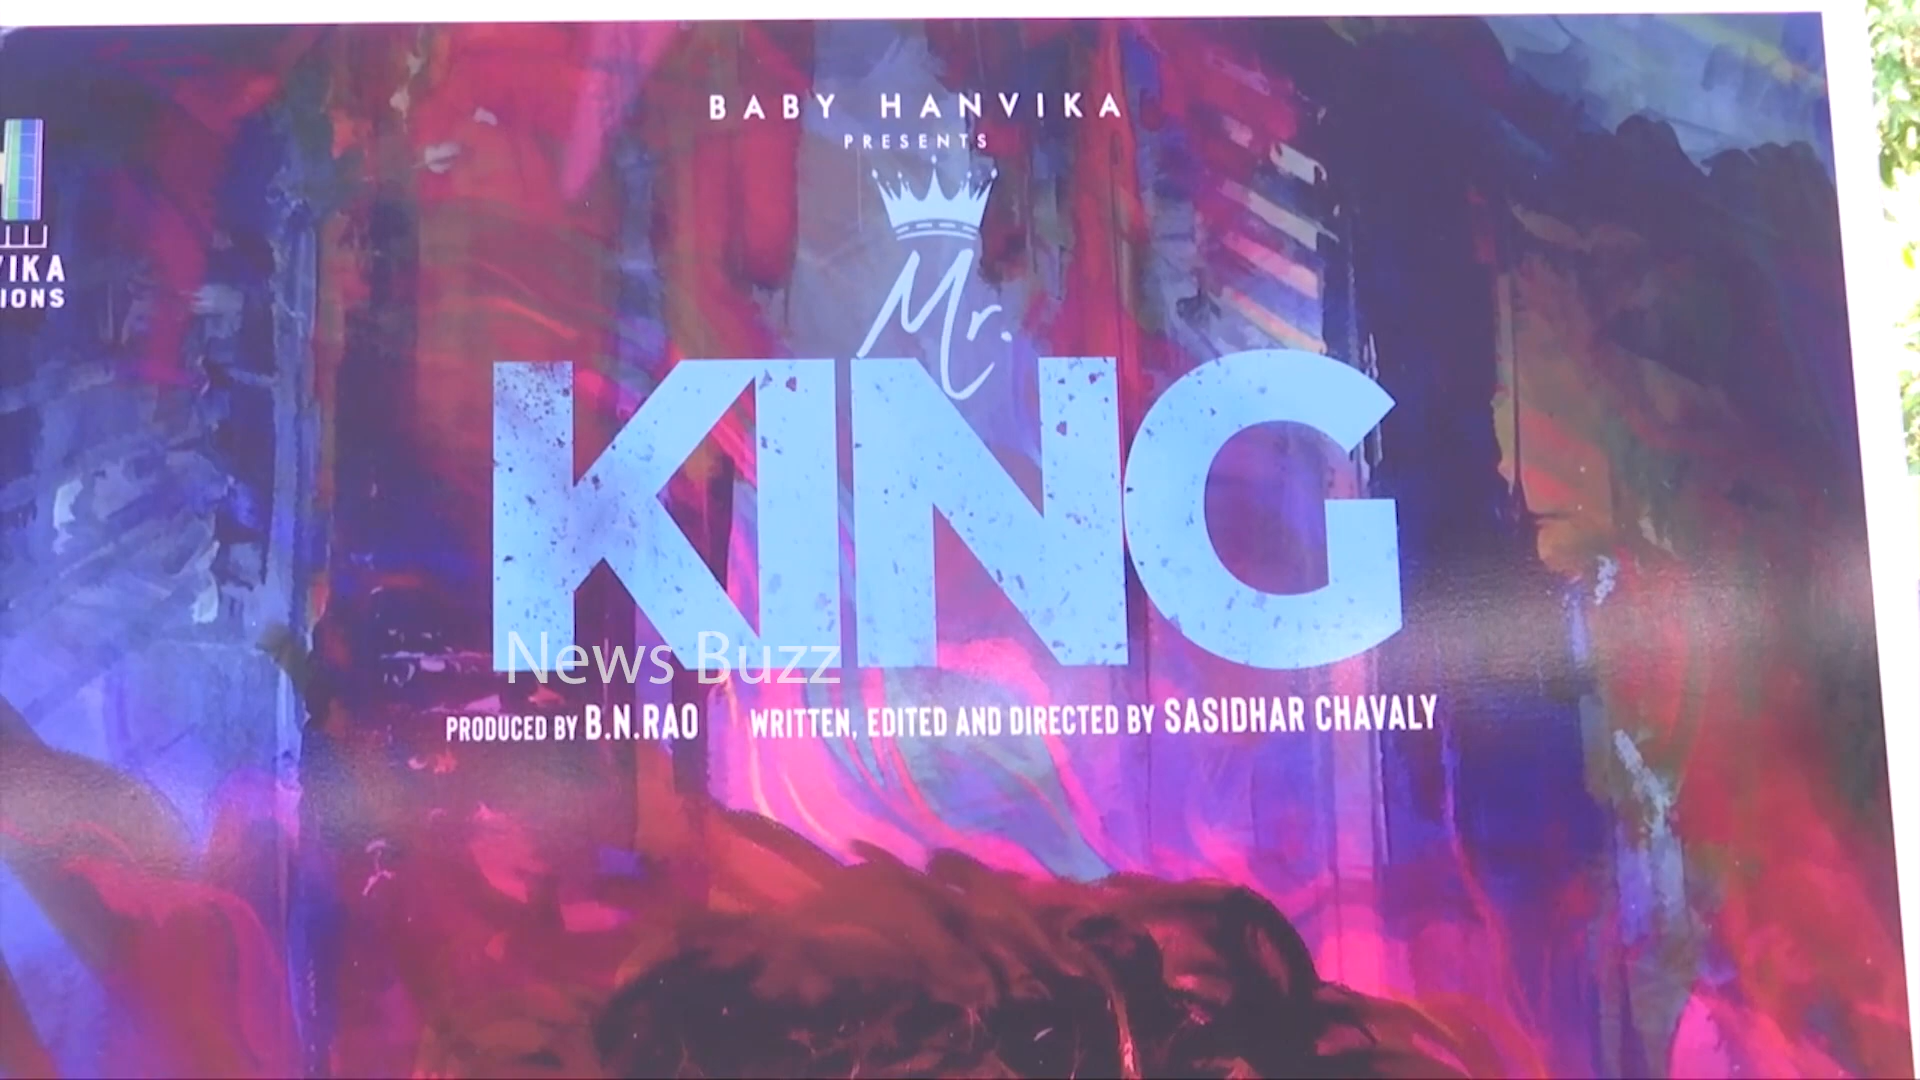 BABY HANVIKA
PRESENTS
H
VIKA
IONS
Mr.
KING
News Buzz
PRODUCED BY B.N.RAO WRITTEN, EDITED AND DIRECTED BY SASIDHAR CHAVALY